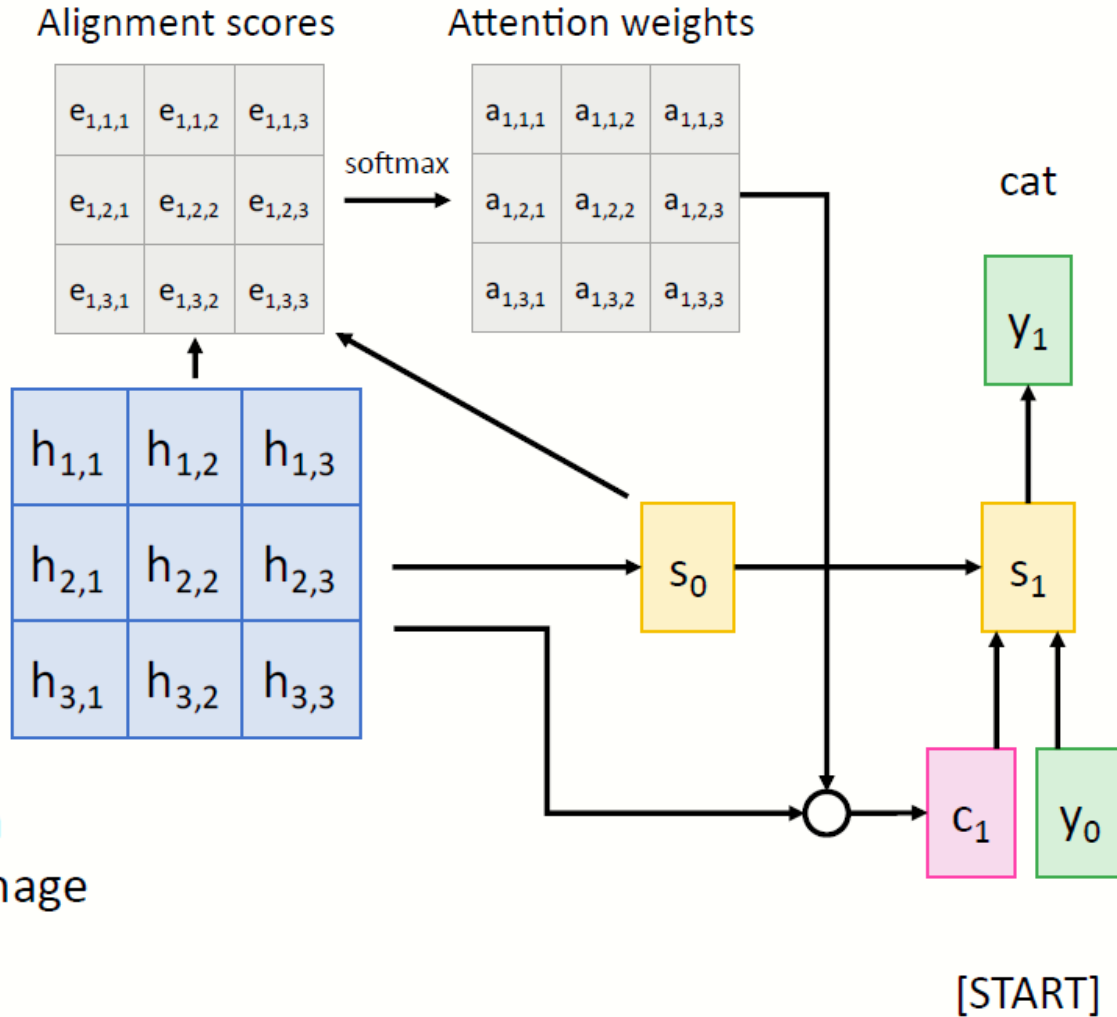 Alignment scores
Attention weights
e1,1,1 e1,1,2 e1,1,3
e1,2,1 e1,2,2 e1,2,3
e1,3,1 e1,3,2 e1,3,3
softmax
a1,1,1 a1,1,2 a1,1,3
a1,2,1 a1,2,2 a1,2,3
a1,3,1 a1,3,2 a1,3,3
cat
y1
h1,1 h1,2 h1,3
h2,1 h2,2 h2,3
h3,1 h3,2 h3,3
s0
s1
c1
y0
[START]